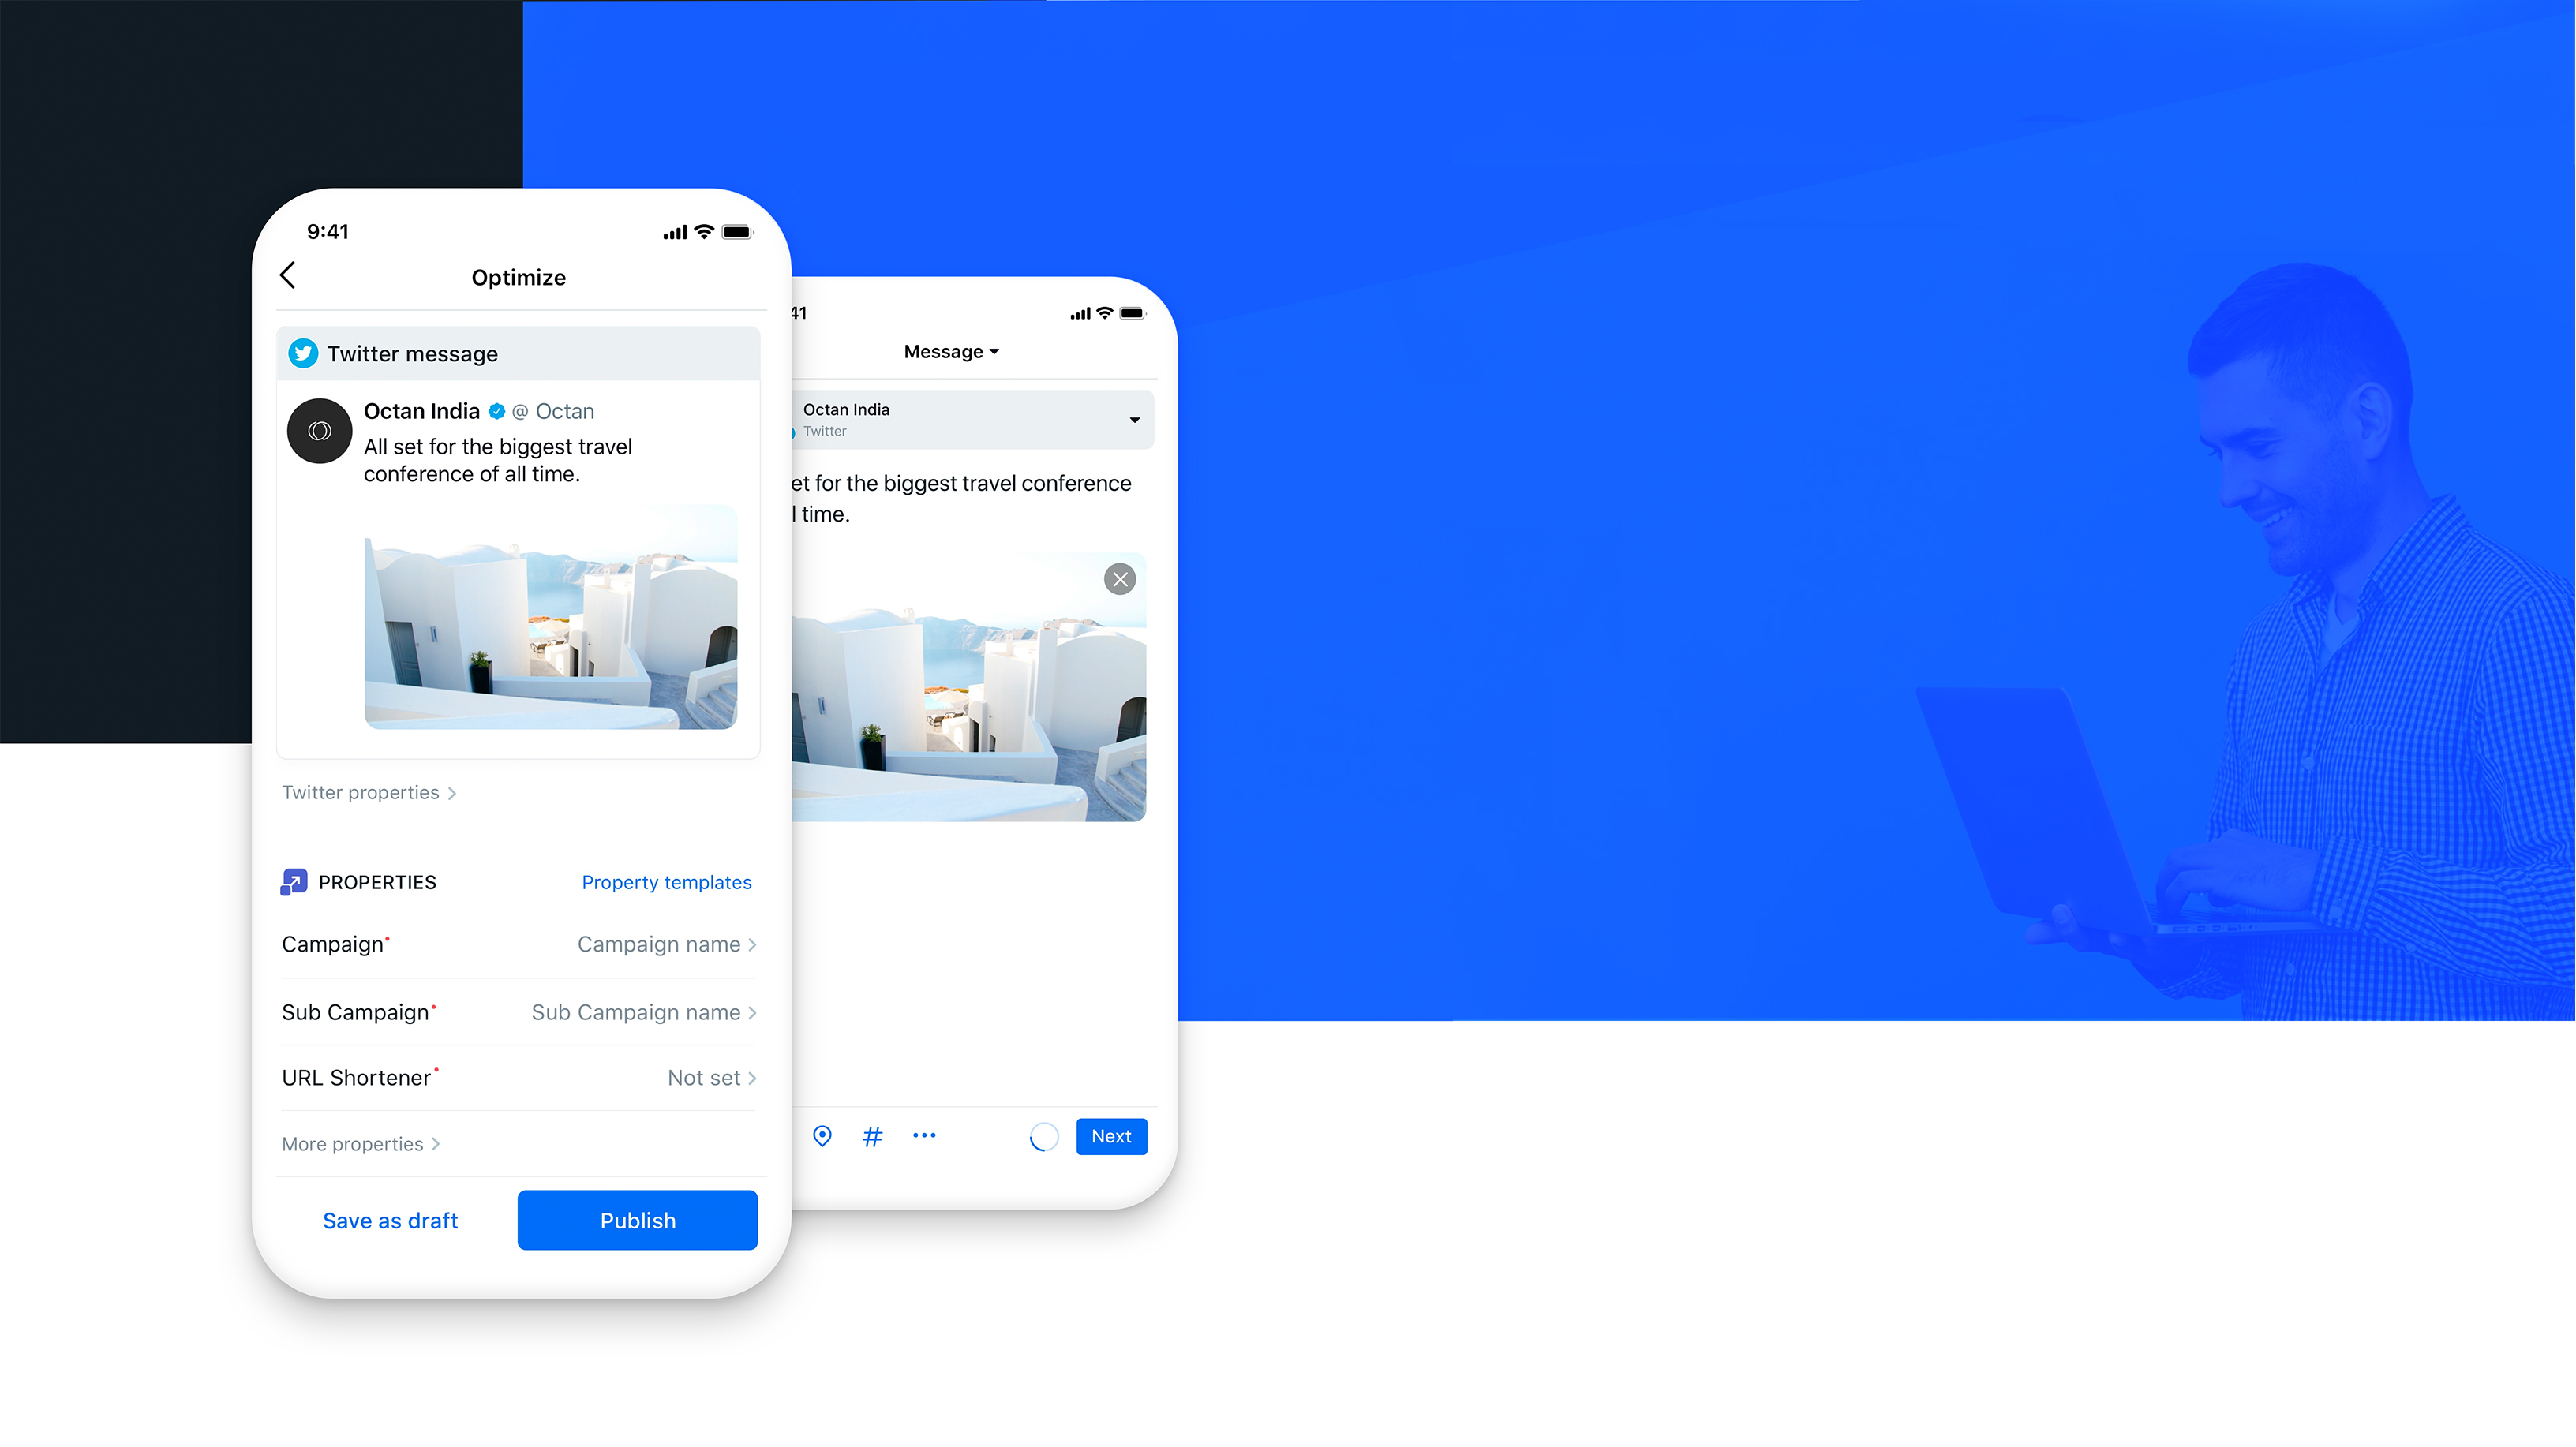 9:41
Optimize
Twitter message
Octan India @ Octan
All set for the biggest travel
conference of all time.
Twitter properties >
PROPERTIES
Property templates
Campaign*
Campaign name >
Sub Campaign*
Sub Campaign name >
URL Shortener*
Not set >
More properties >
Save as draft
Publish
41
Message
Octan India
Twitter
et for the biggest travel conference
l time.
#
Next